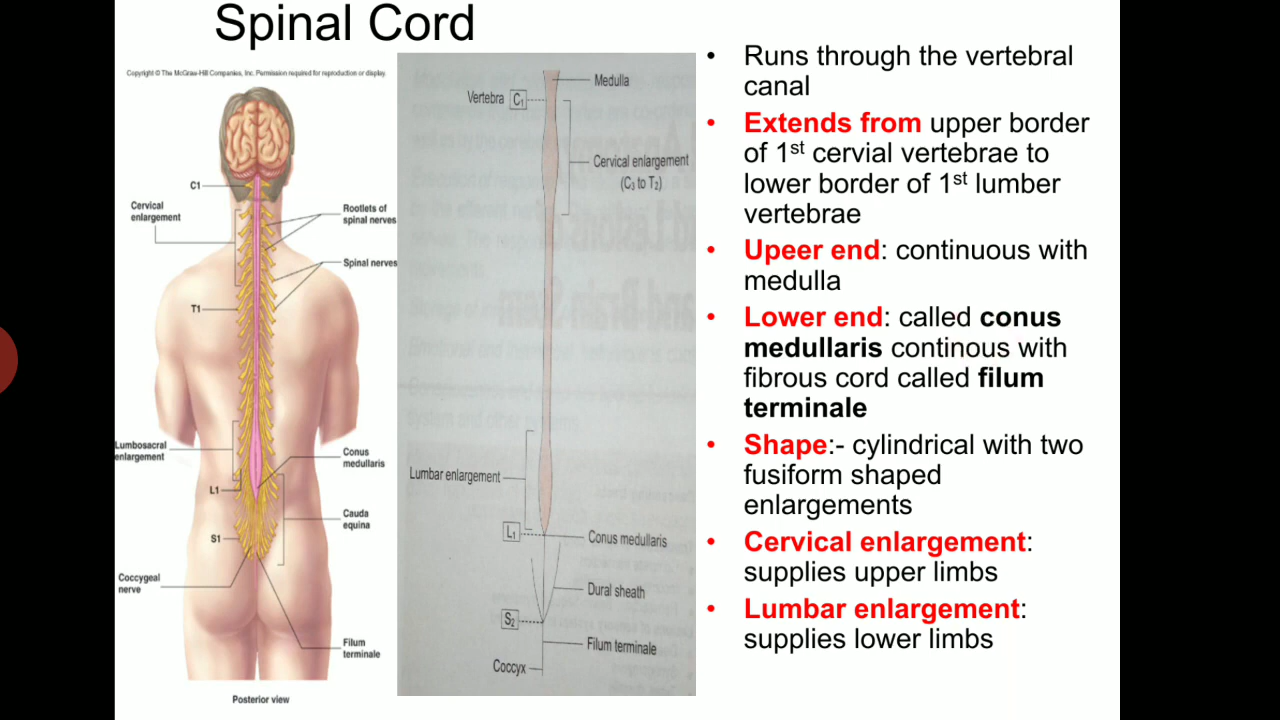 Spinal Cord
Copyright © The McGraw-Hill Companies, Inc. Permission required for reproduction or display.
C1
Cervical
enlargement
Rootlets of
spinal nerves
Spinal nerves
T1
Lumbosacral
enlargement
Conus
medullaris
L1
Cauda
equina
S1
Coccygeal
nerve
Filum
terminale
Posterior view
Medulla
Vertebra C1
Cervical enlargement
(C3 to T2)
Lumbar enlargement
L1
Conus medullaris
Dural sheath
S2
Filum terminale
Coccyx
• Runs through the vertebral
canal
• Extends from upper border
of 1st cervial vertebrae to
lower border of 1st lumber
vertebrae
• Upeer end: continuous with
medulla
• Lower end: called conus
medullaris continous with
fibrous cord called filum
terminale
• Shape:- cylindrical with two
fusiform shaped
enlargements
• Cervical enlargement:
supplies upper limbs
• Lumbar enlargement:
supplies lower limbs